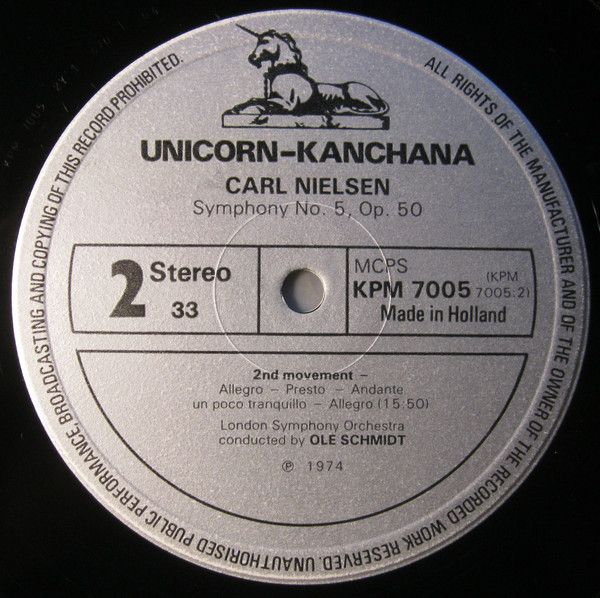 UNAUTHORISED PUBLIC PERFORMANCE, BROADCASTING AND COPYING OF THIS RECORD PROHIBITED.
ALL RIGHTS OF THE MANUFACTURER AND OF THE OWNER OF THE RECORDED WORK RESERVED.
UNICORN-KANCHANA
CARL NIELSEN
Symphony No. 5, Op. 50
2 Stereo
33
MCPS
KPM 7005 (KPM 7005:2)
Made in Holland
2nd movement –
Allegro – Presto – Andante
un poco tranquillo – Allegro (15:50)
London Symphony Orchestra
conducted by OLE SCHMIDT
℗ 1974